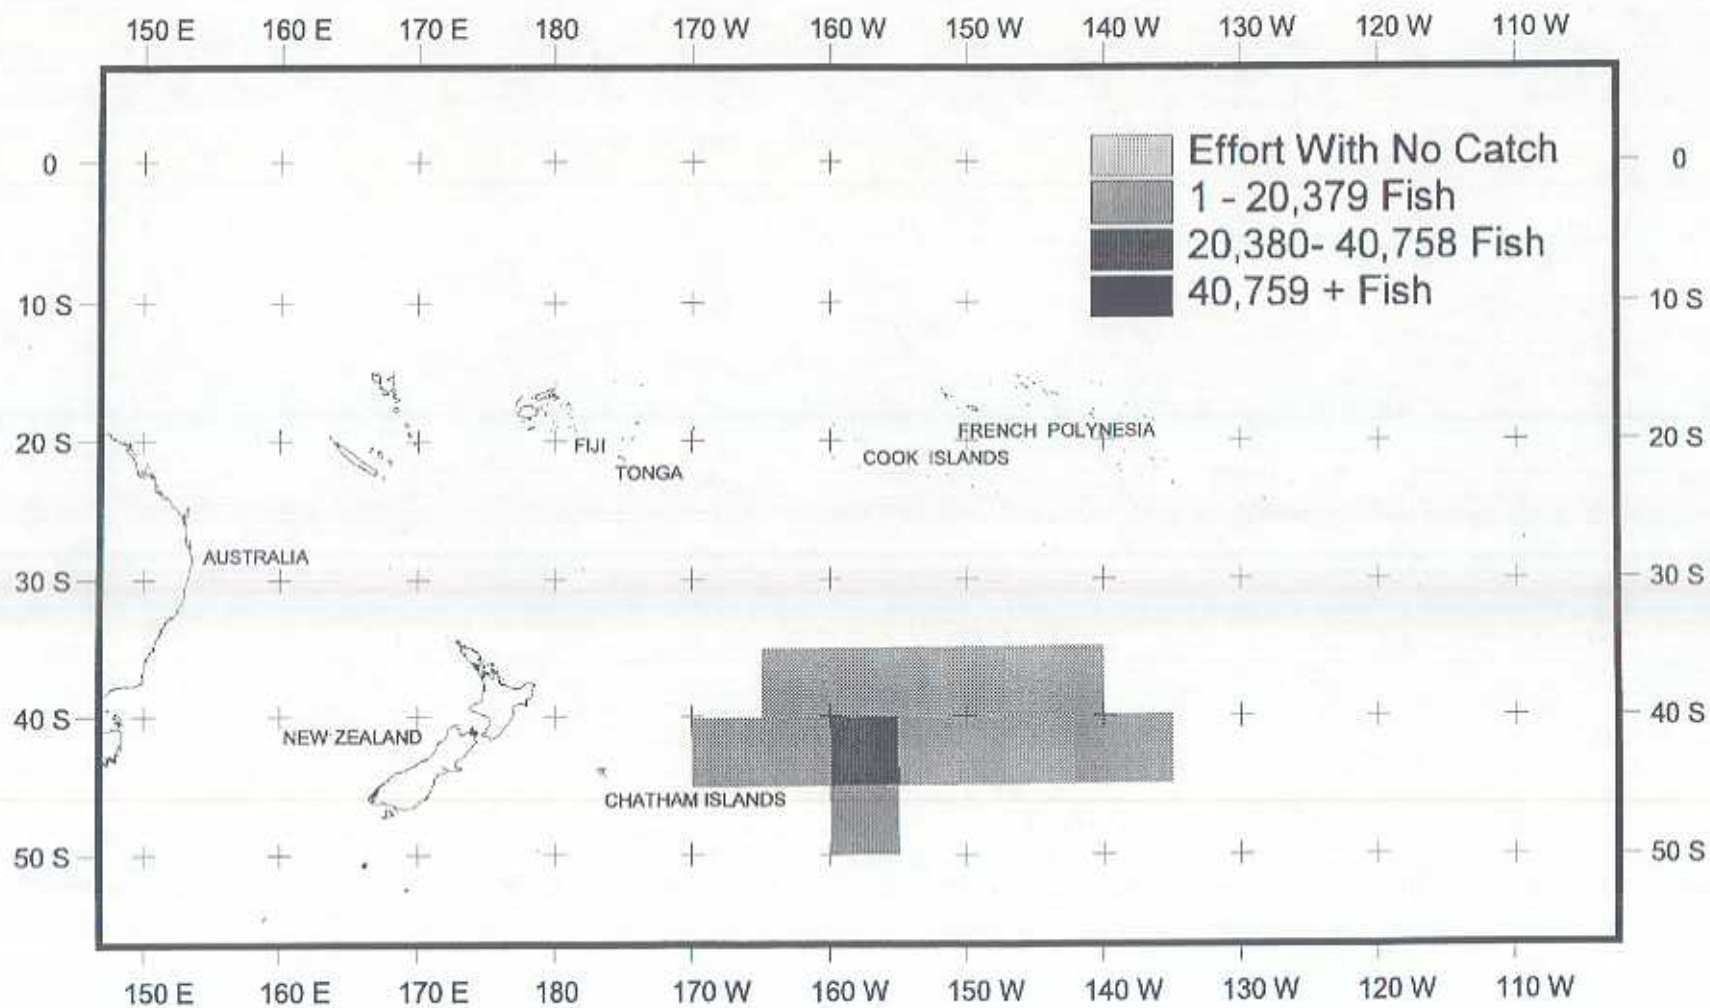 150 E 160 E 170 E 180 170 W 160 W 150 W 140 W 130 W 120 W 110 W
Effort With No Catch
0 0
1 - 20,379 Fish
20,380- 40,758 Fish
40,759 + Fish
10 S 10 S
FRENCH POLYNESIA
20 S FIJI 20 S
COOK ISLANDS
TONGA
AUSTRALIA
30 S 30 S
40 S 40 S
NEW ZEALAND
CHATHAM ISLANDS
50 S 50 S
150 E 160 E 170 E 180 170 W 160 W 150 W 140 W 130 W 120 W 110 W